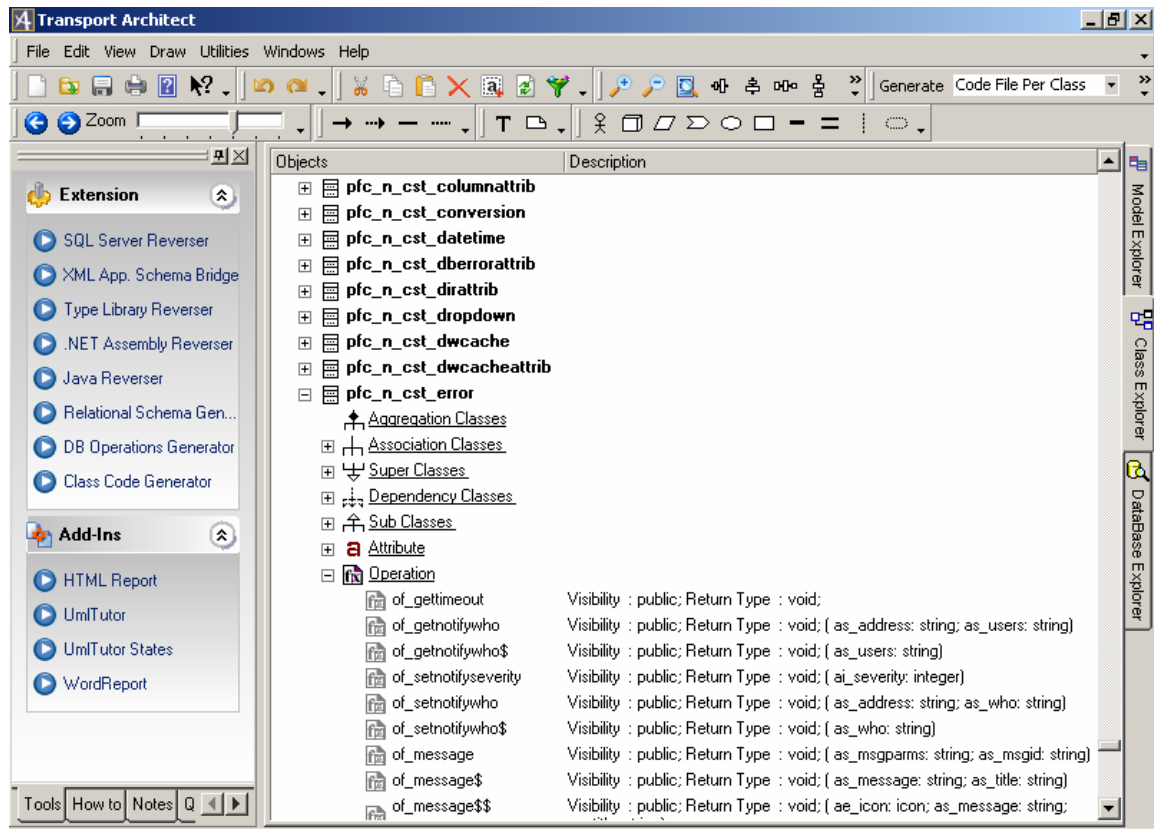 Transport Architect
File Edit View Draw Utilities Windows Help
Generate Code File Per Class
Zoom
Extension
SQL Server Reverser
XML App. Schema Bridge
Type Library Reverser
.NET Assembly Reverser
Java Reverser
Relational Schema Gen...
DB Operations Generator
Class Code Generator
Add-Ins
HTML Report
UmlTutor
UmlTutor States
WordReport
Tools How to Notes Q
Objects Description
pfc_n_cst_columnattrib
pfc_n_cst_conversion
pfc_n_cst_datetime
pfc_n_cst_dberrorattrib
pfc_n_cst_dirattrib
pfc_n_cst_dropdown
pfc_n_cst_dwcache
pfc_n_cst_dwcacheattrib
pfc_n_cst_error
Aggregation Classes
Association Classes
Super Classes
Dependency Classes
Sub Classes
a Attribute
Operation
of_gettimeout Visibility : public; Return Type : void;
of_getnotifywho Visibility : public; Return Type : void; ( as_address: string; as_users: string)
of_getnotifywho$ Visibility : public; Return Type : void; ( as_users: string)
of_setnotifyseverity Visibility : public; Return Type : void; ( ai_severity: integer)
of_setnotifywho Visibility : public; Return Type : void; ( as_address: string; as_who: string)
of_setnotifywho$ Visibility : public; Return Type : void; ( as_who: string)
of_message Visibility : public; Return Type : void; ( as_msgparms: string; as_msgid: string)
of_message$ Visibility : public; Return Type : void; ( as_message: string; as_title: string)
of_message$$ Visibility : public; Return Type : void; ( ae_icon: icon; as_message: string;
Model Explorer
Class Explorer
DataBase Explorer